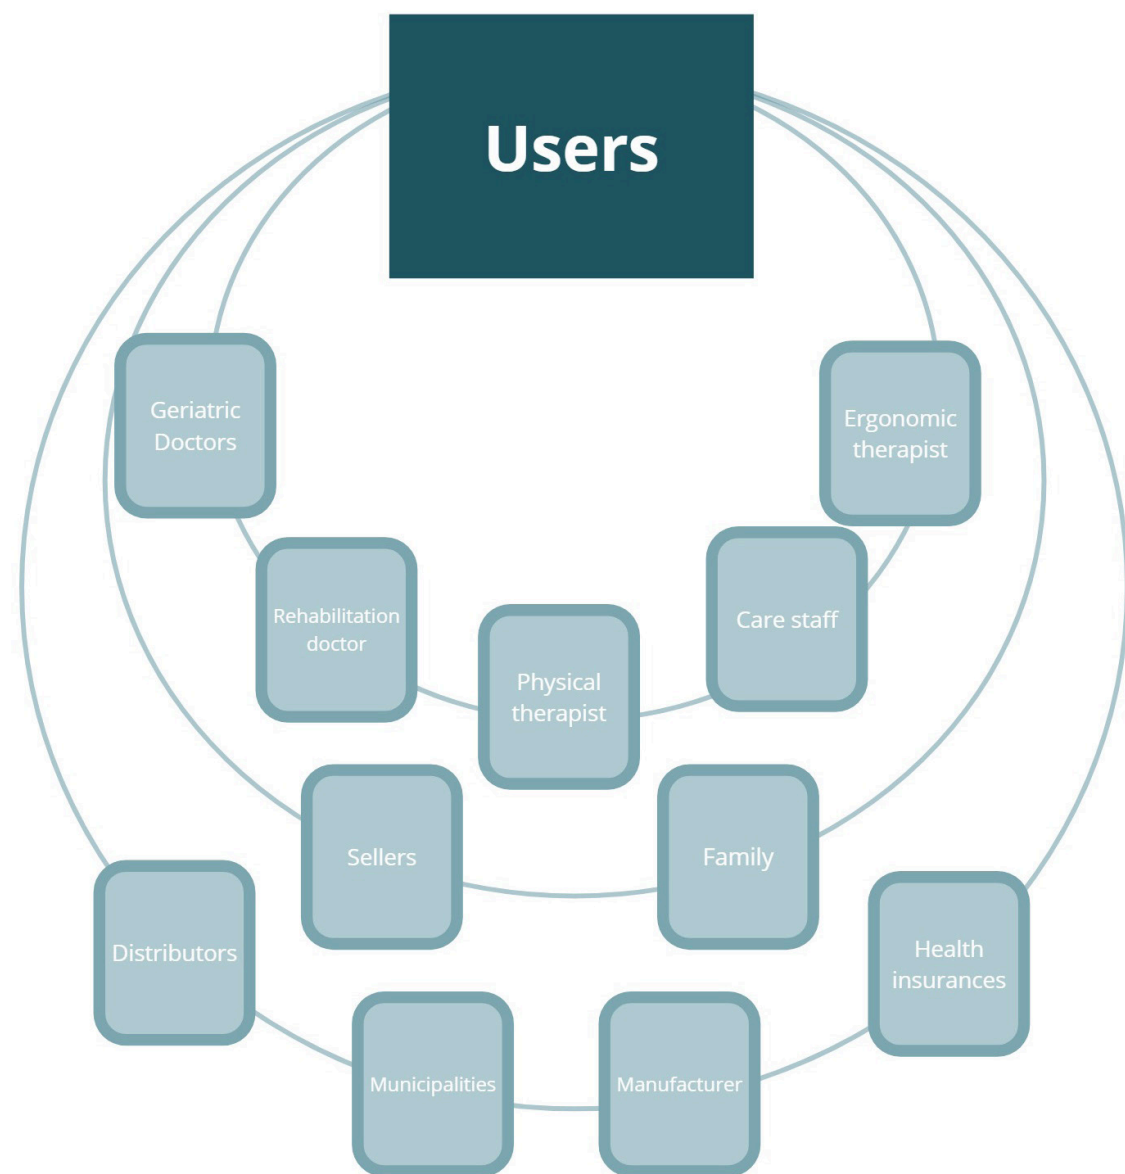 Users
Geriatric
Doctors
Ergonomic
therapist
Rehabilitation
doctor
Care staff
Physical
therapist
Sellers
Family
Distributors
Health
insurances
Municipalities
Manufacturer